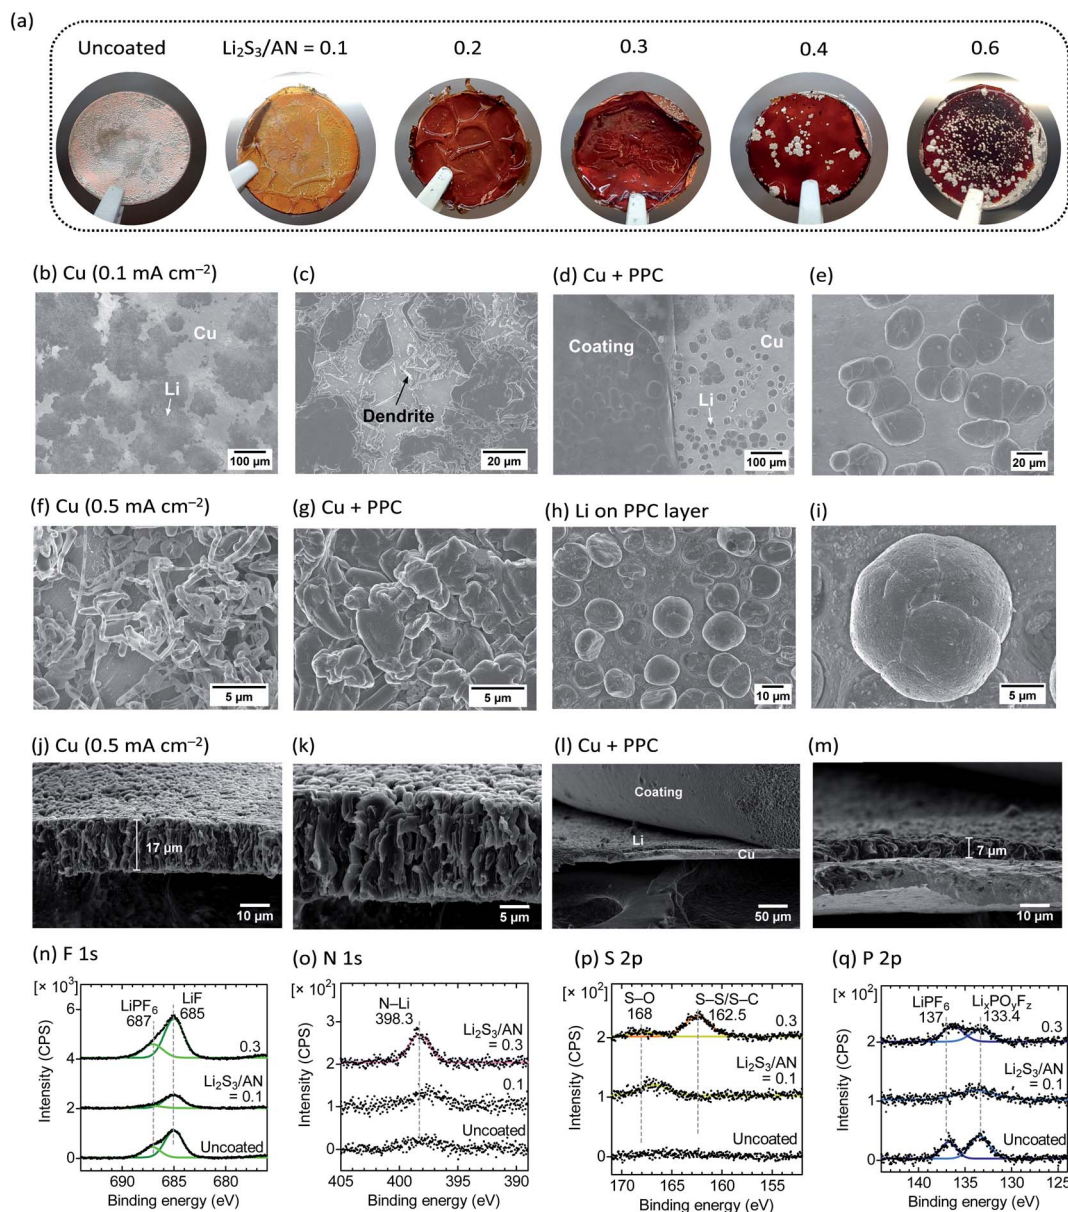 (a)
Uncoated Li₂S₃/AN = 0.1 0.2 0.3 0.4 0.6
(b) Cu (0.1 mA cm⁻²) (c) (d) Cu + PPC (e)
Cu
Li
100 µm
Dendrite
20 µm
Coating
Cu
Li
100 µm
20 µm
(f) Cu (0.5 mA cm⁻²) (g) Cu + PPC (h) Li on PPC layer (i)
5 µm
5 µm
10 µm
5 µm
(j) Cu (0.5 mA cm⁻²) (k) (l) Cu + PPC (m)
17 µm
10 µm
5 µm
Coating
Li
Cu
50 µm
7 µm
10 µm
(n) F 1s
[× 10³]
Intensity (CPS)
6
4
2
0
LiPF₆
687
LiF
685
0.3
Li₂S₃/AN
= 0.1
Uncoated
690 685 680
Binding energy (eV)
(o) N 1s
[× 10²]
Intensity (CPS)
3
2
1
0
N–Li
398.3
Li₂S₃/AN
= 0.3
0.1
Uncoated
405 400 395 390
Binding energy (eV)
(p) S 2p
[× 10²]
Intensity (CPS)
2
1
0
S–O
168
S–S/S–C
162.5
0.3
Li₂S₃/AN
= 0.1
Uncoated
170 165 160 155
Binding energy (eV)
(q) P 2p
[× 10²]
Intensity (CPS)
2
1
0
LiPF₆
137
LiₓPOᵧF_z
133.4
0.3
Li₂S₃/AN
= 0.1
Uncoated
140 135 130 125
Binding energy (eV)